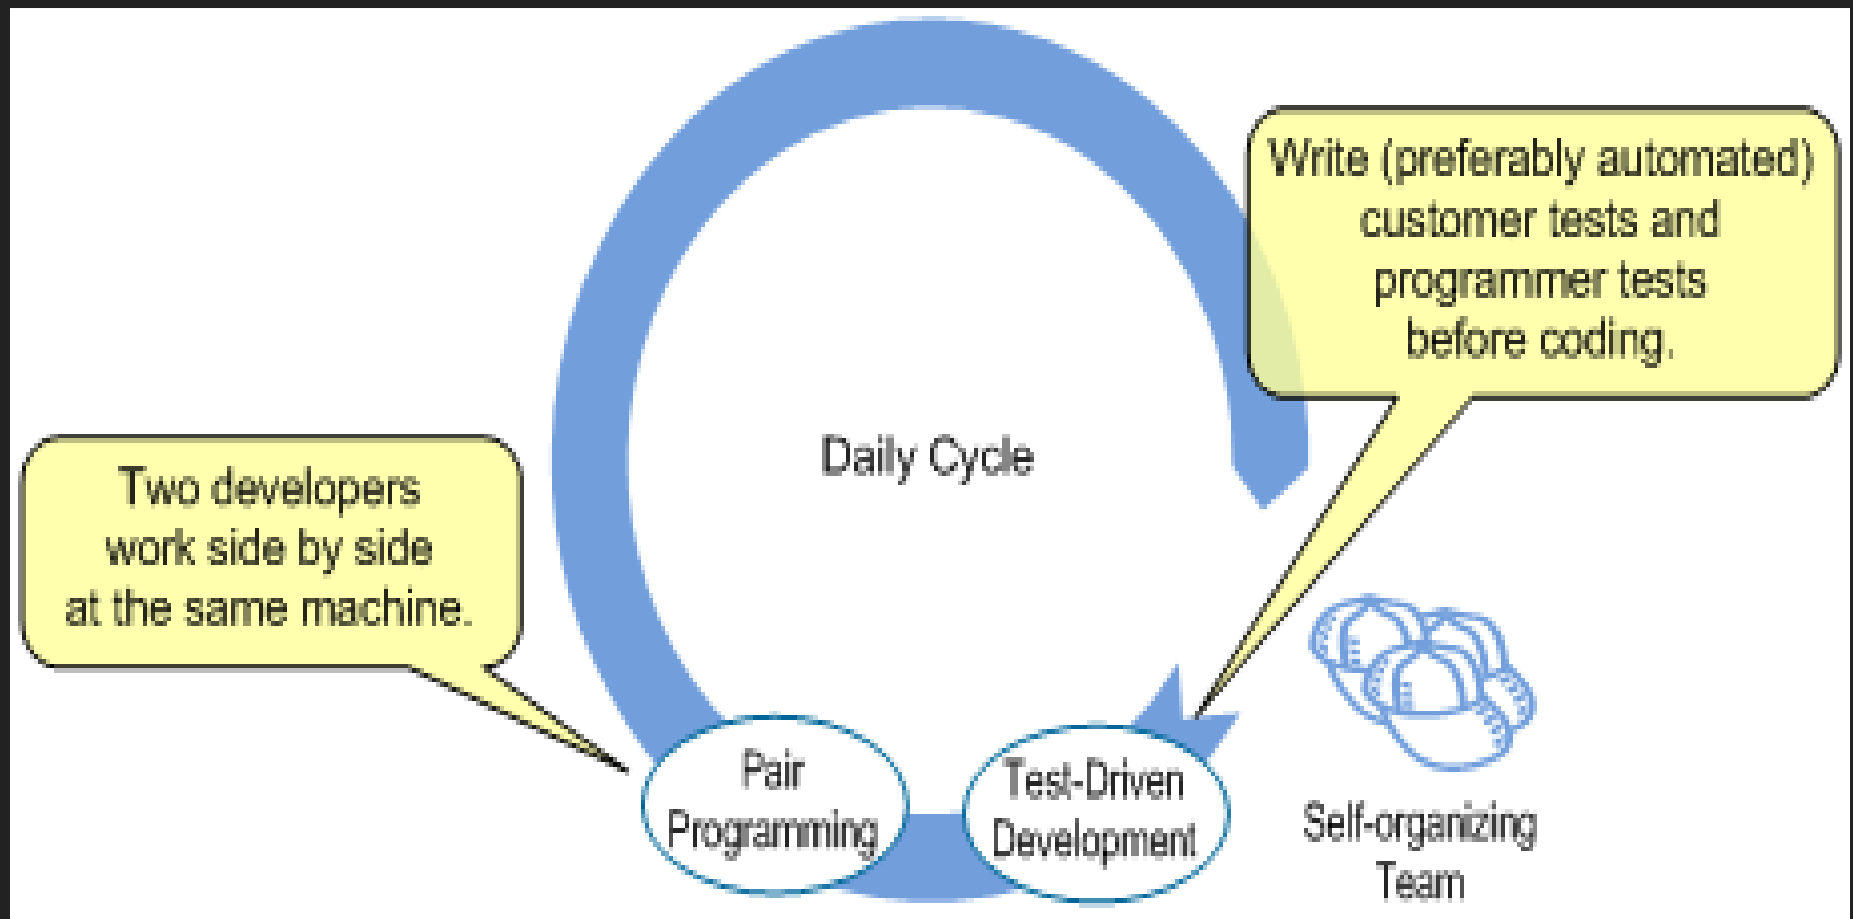 Write (preferably automated)
customer tests and
programmer tests
before coding.
Daily Cycle
Two developers
work side by side
at the same machine.
Pair
Programming
Test-Driven
Development
Self-organizing
Team